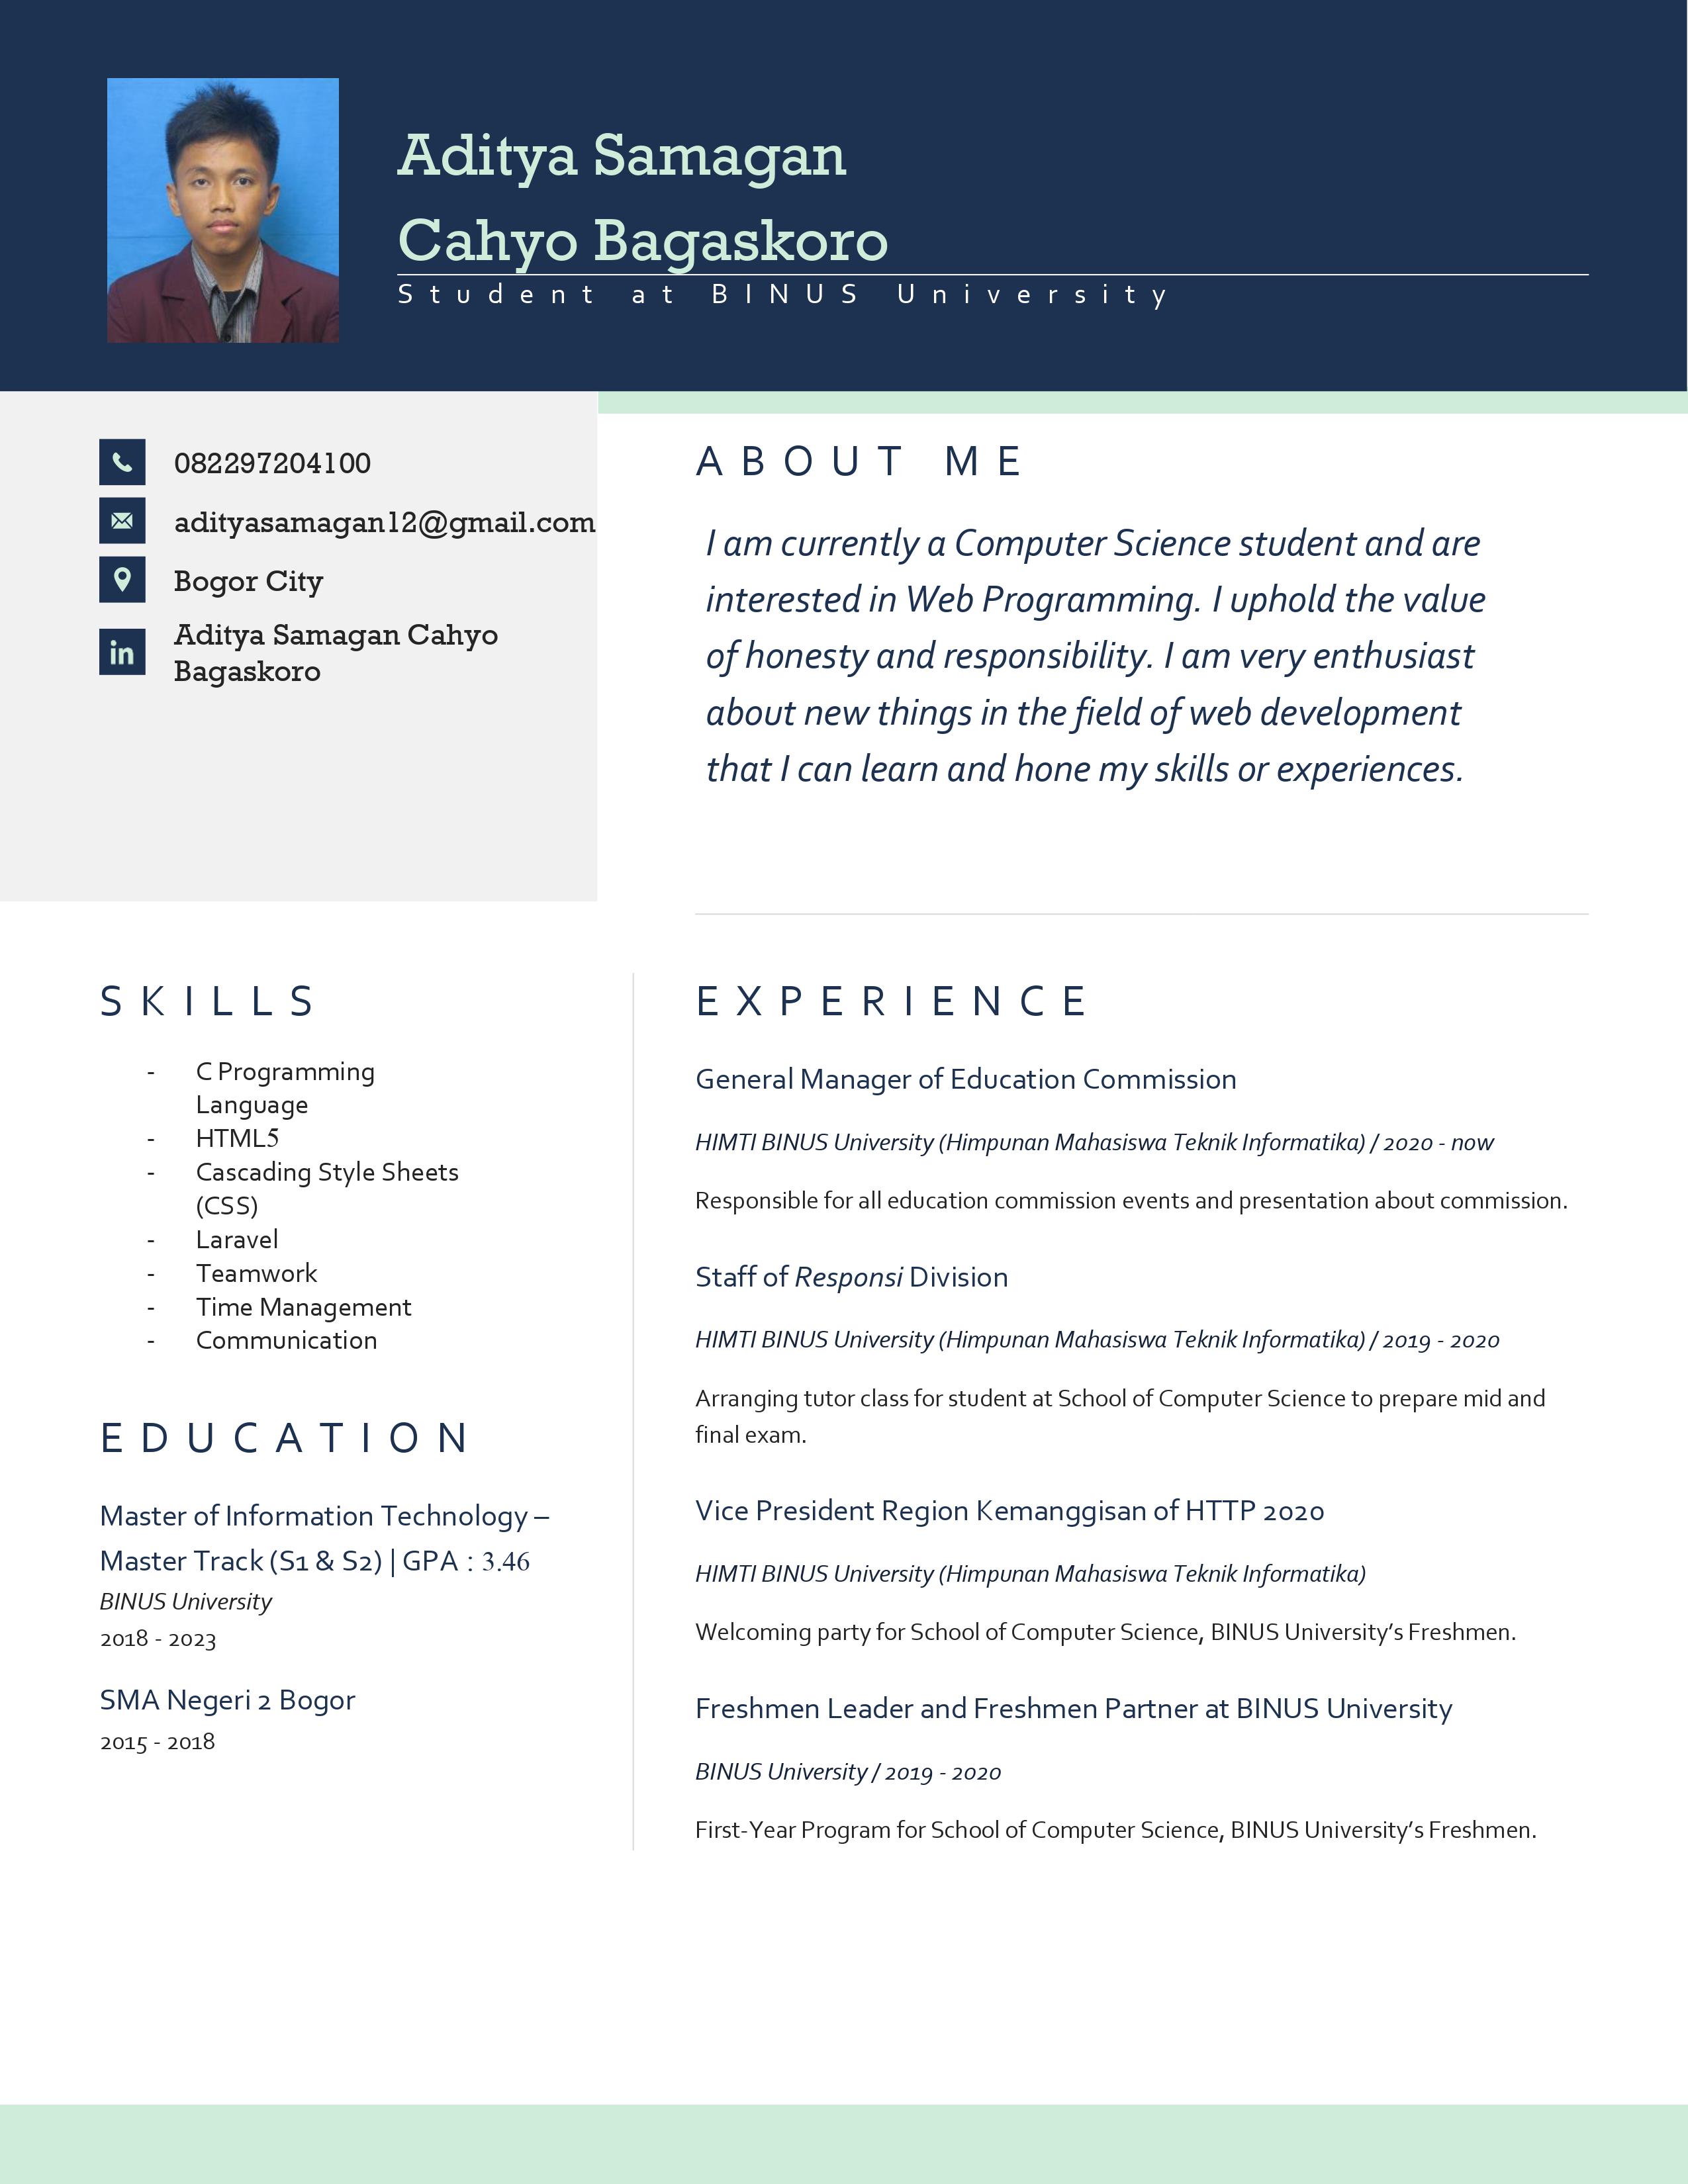 Aditya Samagan
Cahyo Bagaskoro
Student at BINUS University
082297204100
adityasamagan12@gmail.com
Bogor City
in
Aditya Samagan Cahyo
Bagaskoro
ABOUT ME
I am currently a Computer Science student and are
interested in Web Programming. I uphold the value
of honesty and responsibility. I am very enthusiast
about new things in the field of web development
that I can learn and hone my skills or experiences.
SKILLS
- C Programming
Language
- HTML5
- Cascading Style Sheets
(CSS)
- Laravel
- Teamwork
- Time Management
- Communication
EDUCATION
Master of Information Technology –
Master Track (S1 & S2) | GPA : 3.46
BINUS University
2018 - 2023
SMA Negeri 2 Bogor
2015 - 2018
EXPERIENCE
General Manager of Education Commission
HIMTI BINUS University (Himpunan Mahasiswa Teknik Informatika) / 2020 - now
Responsible for all education commission events and presentation about commission.
Staff of Responsi Division
HIMTI BINUS University (Himpunan Mahasiswa Teknik Informatika) / 2019 - 2020
Arranging tutor class for student at School of Computer Science to prepare mid and
final exam.
Vice President Region Kemanggisan of HTTP 2020
HIMTI BINUS University (Himpunan Mahasiswa Teknik Informatika)
Welcoming party for School of Computer Science, BINUS University’s Freshmen.
Freshmen Leader and Freshmen Partner at BINUS University
BINUS University / 2019 - 2020
First-Year Program for School of Computer Science, BINUS University’s Freshmen.